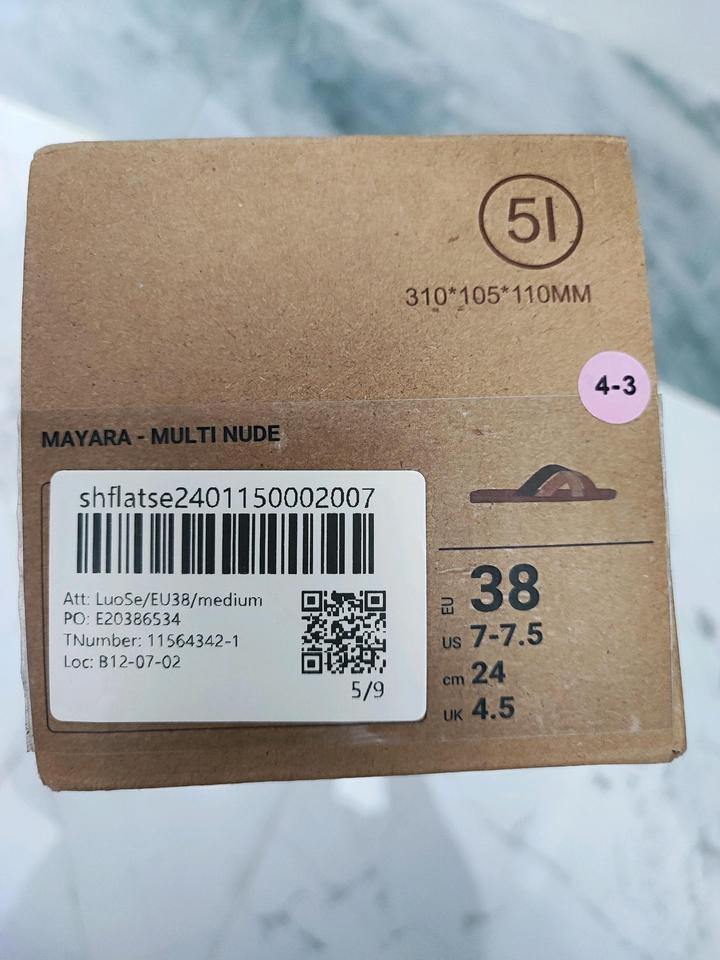 5I
310*105*110MM
4-3
MAYARA - MULTI NUDE
shflatse2401150002007
Att: LuoSe/EU38/medium
PO: E20386534
TNumber: 11564342-1
Loc: B12-07-02
5/9
EU 38
US 7-7.5
cm 24
UK 4.5